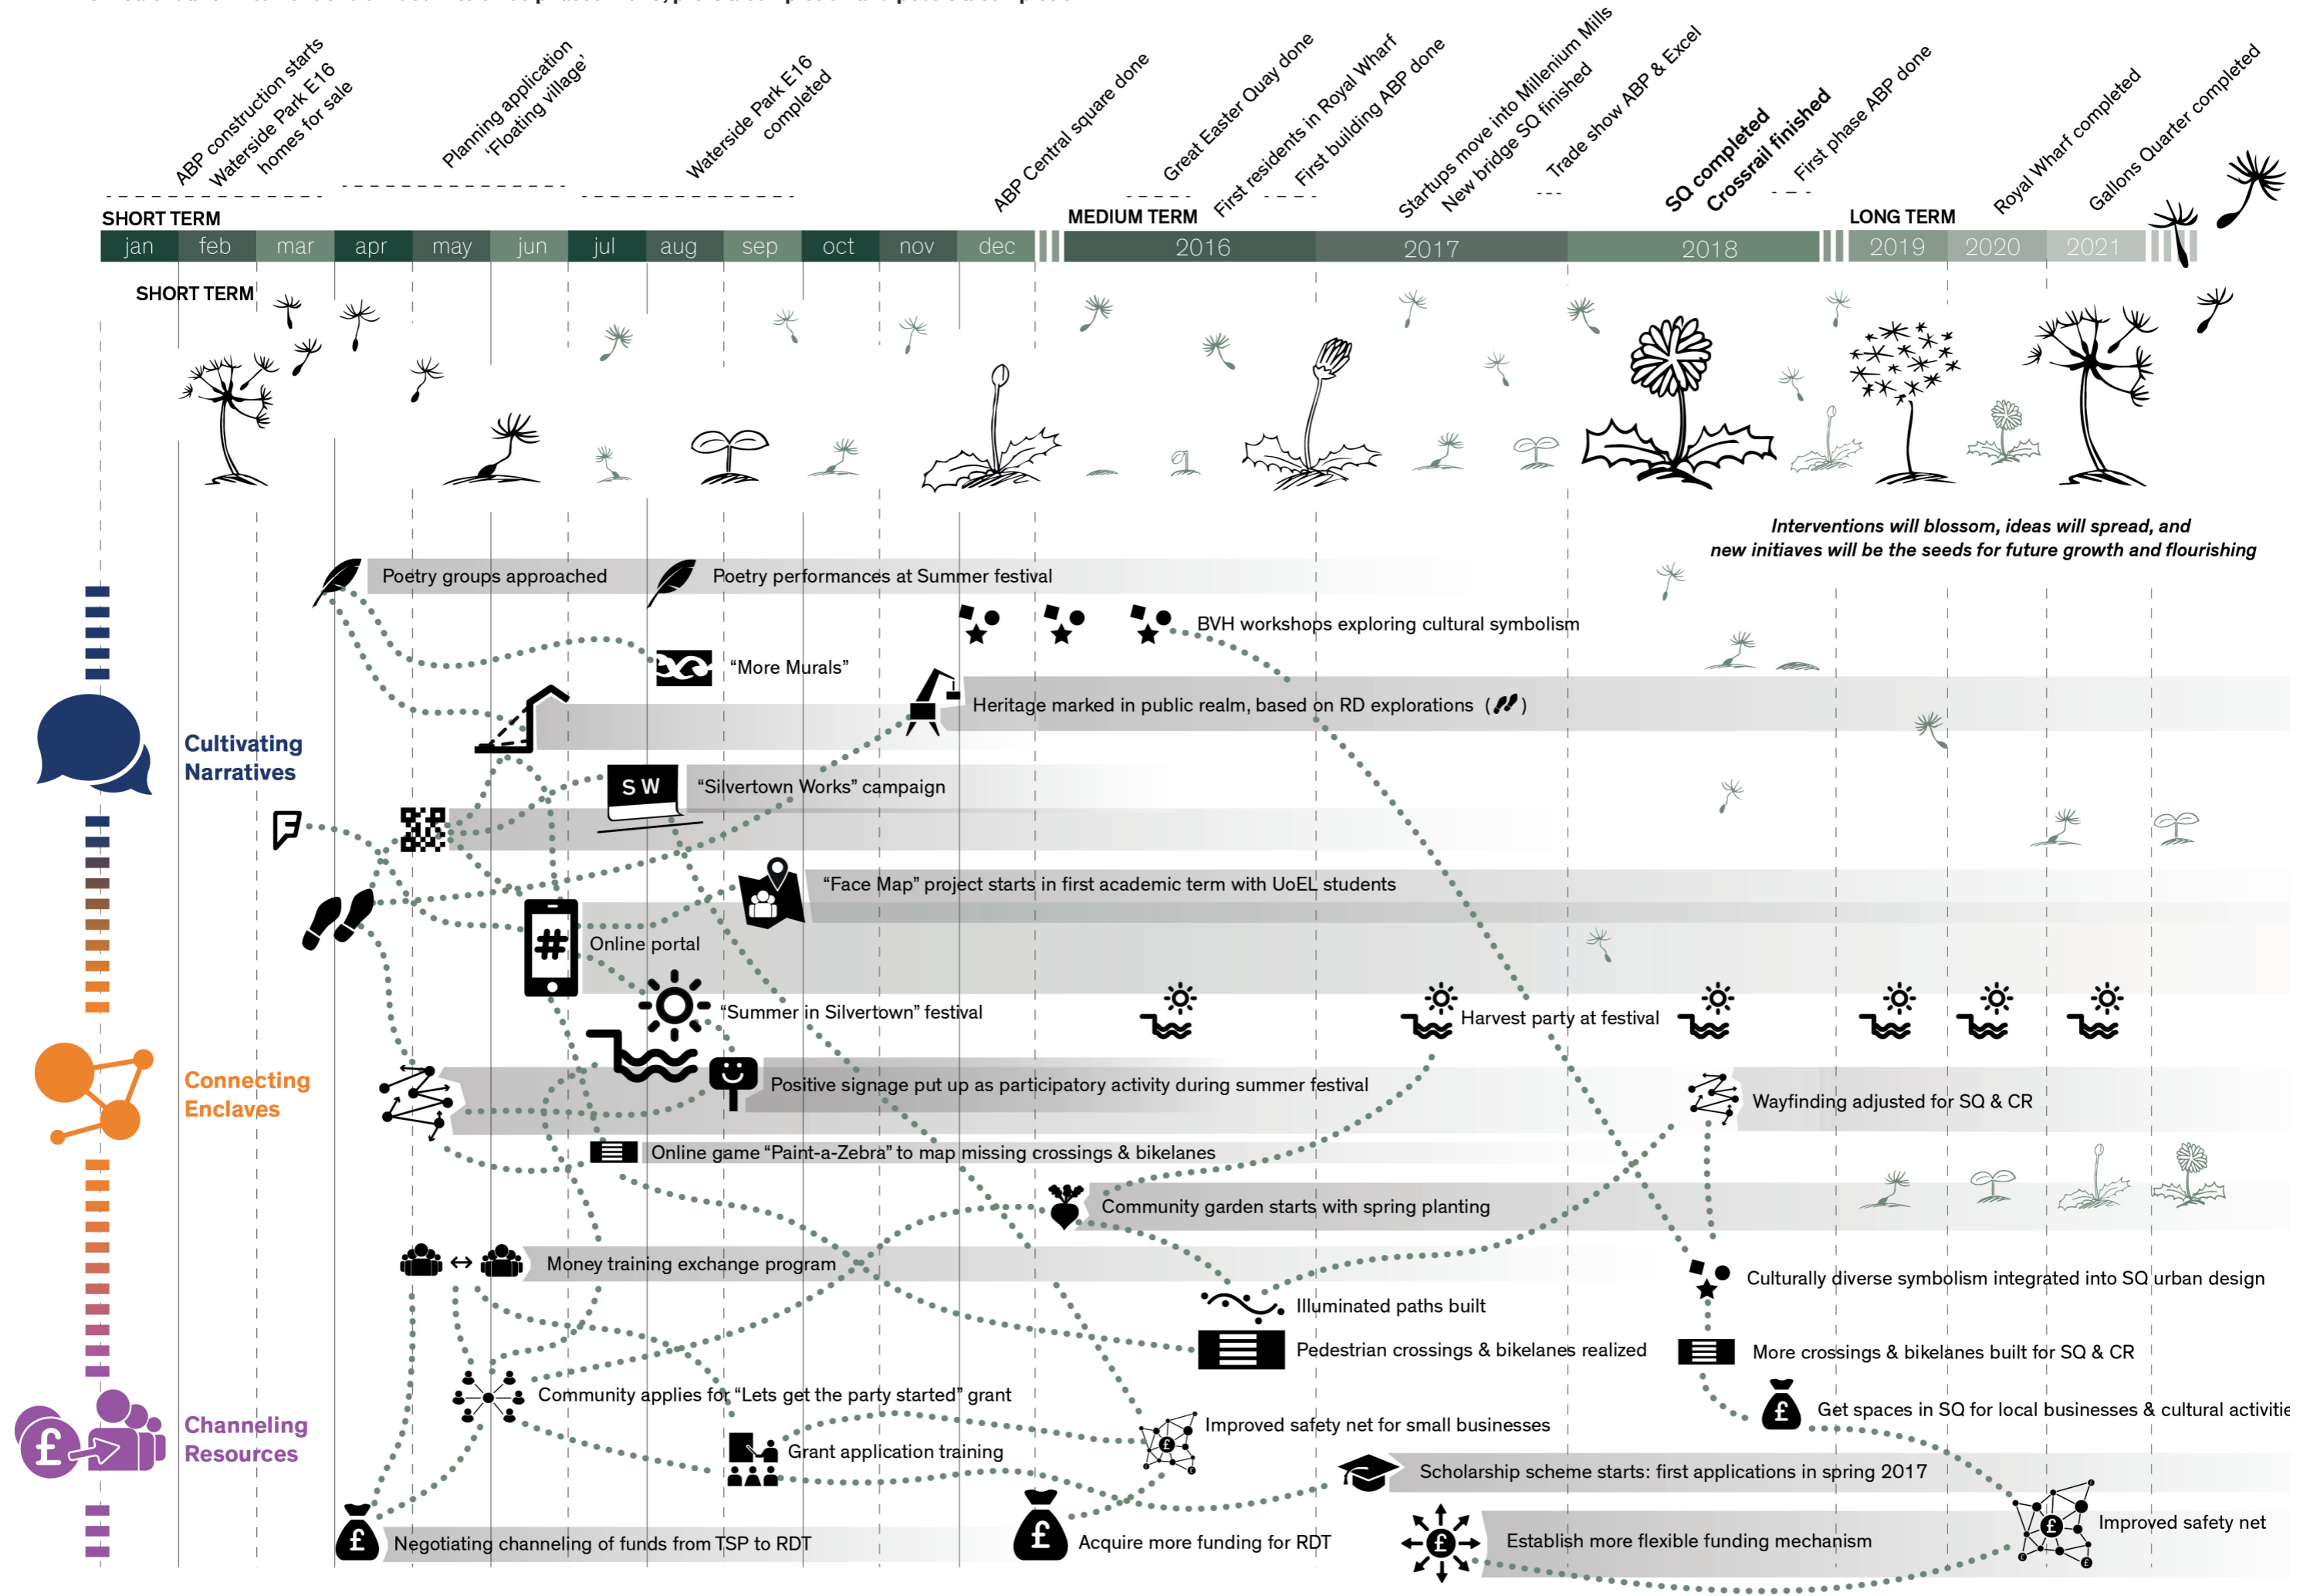 ABP construction starts
Waterside Park E16
homes for sale
Planning application
‘Floating village’
Waterside Park E16
completed
ABP Central square done
Great Easter Quay done
First residents in Royal Wharf
First building ABP done
Startups move into Millenium Mills
New bridge SQ finished
Trade show ABP & Excel
SQ completed
Crossrail finished
First phase ABP done
Royal Wharf completed
Gallons Quarter completed
SHORT TERM
MEDIUM TERM
LONG TERM
jan feb mar apr may jun jul aug sep oct nov dec 2016 2017 2018 2019 2020 2021
SHORT TERM
Interventions will blossom, ideas will spread, and
new initiaves will be the seeds for future growth and flourishing
Poetry groups approached
Poetry performances at Summer festival
BVH workshops exploring cultural symbolism
“More Murals”
Heritage marked in public realm, based on RD explorations ( )
Cultivating
Narratives
SW
“Silvertown Works” campaign
“Face Map” project starts in first academic term with UoEL students
#
Online portal
“Summer in Silvertown” festival
Harvest party at festival
Connecting
Enclaves
Positive signage put up as participatory activity during summer festival
Wayfinding adjusted for SQ & CR
Online game “Paint-a-Zebra” to map missing crossings & bikelanes
Community garden starts with spring planting
Money training exchange program
Culturally diverse symbolism integrated into SQ urban design
Illuminated paths built
Pedestrian crossings & bikelanes realized
More crossings & bikelanes built for SQ & CR
Community applies for “Lets get the party started” grant
£
Get spaces in SQ for local businesses & cultural activitie
Channeling
Resources
£
£
Improved safety net for small businesses
Grant application training
Scholarship scheme starts: first applications in spring 2017
£
Negotiating channeling of funds from TSP to RDT
£
Acquire more funding for RDT
£
Establish more flexible funding mechanism
£
Improved safety net